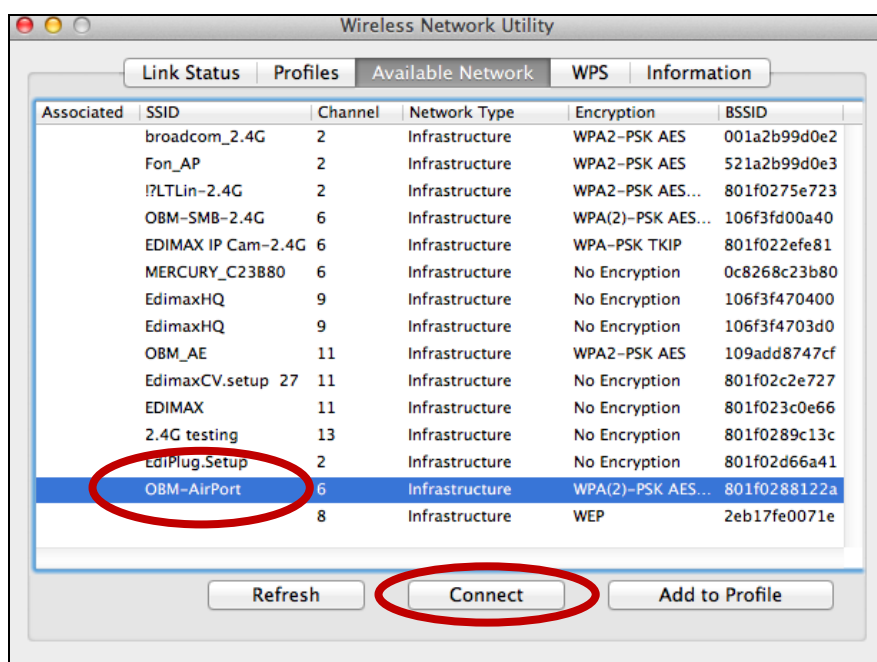 Wireless Network Utility
Link Status Profiles Available Network WPS Information
Associated SSID Channel Network Type Encryption BSSID
broadcom_2.4G 2 Infrastructure WPA2-PSK AES 001a2b99d0e2
Fon_AP 2 Infrastructure WPA2-PSK AES 521a2b99d0e3
!?LTLin-2.4G 2 Infrastructure WPA2-PSK AES... 801f0275e723
OBM-SMB-2.4G 6 Infrastructure WPA(2)-PSK AES... 106f3fd00a40
EDIMAX IP Cam-2.4G 6 Infrastructure WPA-PSK TKIP 801f022efe81
MERCURY_C23B80 6 Infrastructure No Encryption 0c8268c23b80
EdimaxHQ 9 Infrastructure No Encryption 106f3f470400
EdimaxHQ 9 Infrastructure No Encryption 106f3f4703d0
OBM_AE 11 Infrastructure WPA2-PSK AES 109add8747cf
EdimaxCV.setup 27 11 Infrastructure No Encryption 801f02c2e727
EDIMAX 11 Infrastructure No Encryption 801f023c0e66
2.4G testing 13 Infrastructure No Encryption 801f0289c13c
EdiPlug.Setup 2 Infrastructure No Encryption 801f02d66a41
OBM-AirPort 6 Infrastructure WPA(2)-PSK AES... 801f0288122a
8 Infrastructure WEP 2eb17fe0071e
Refresh Connect Add to Profile